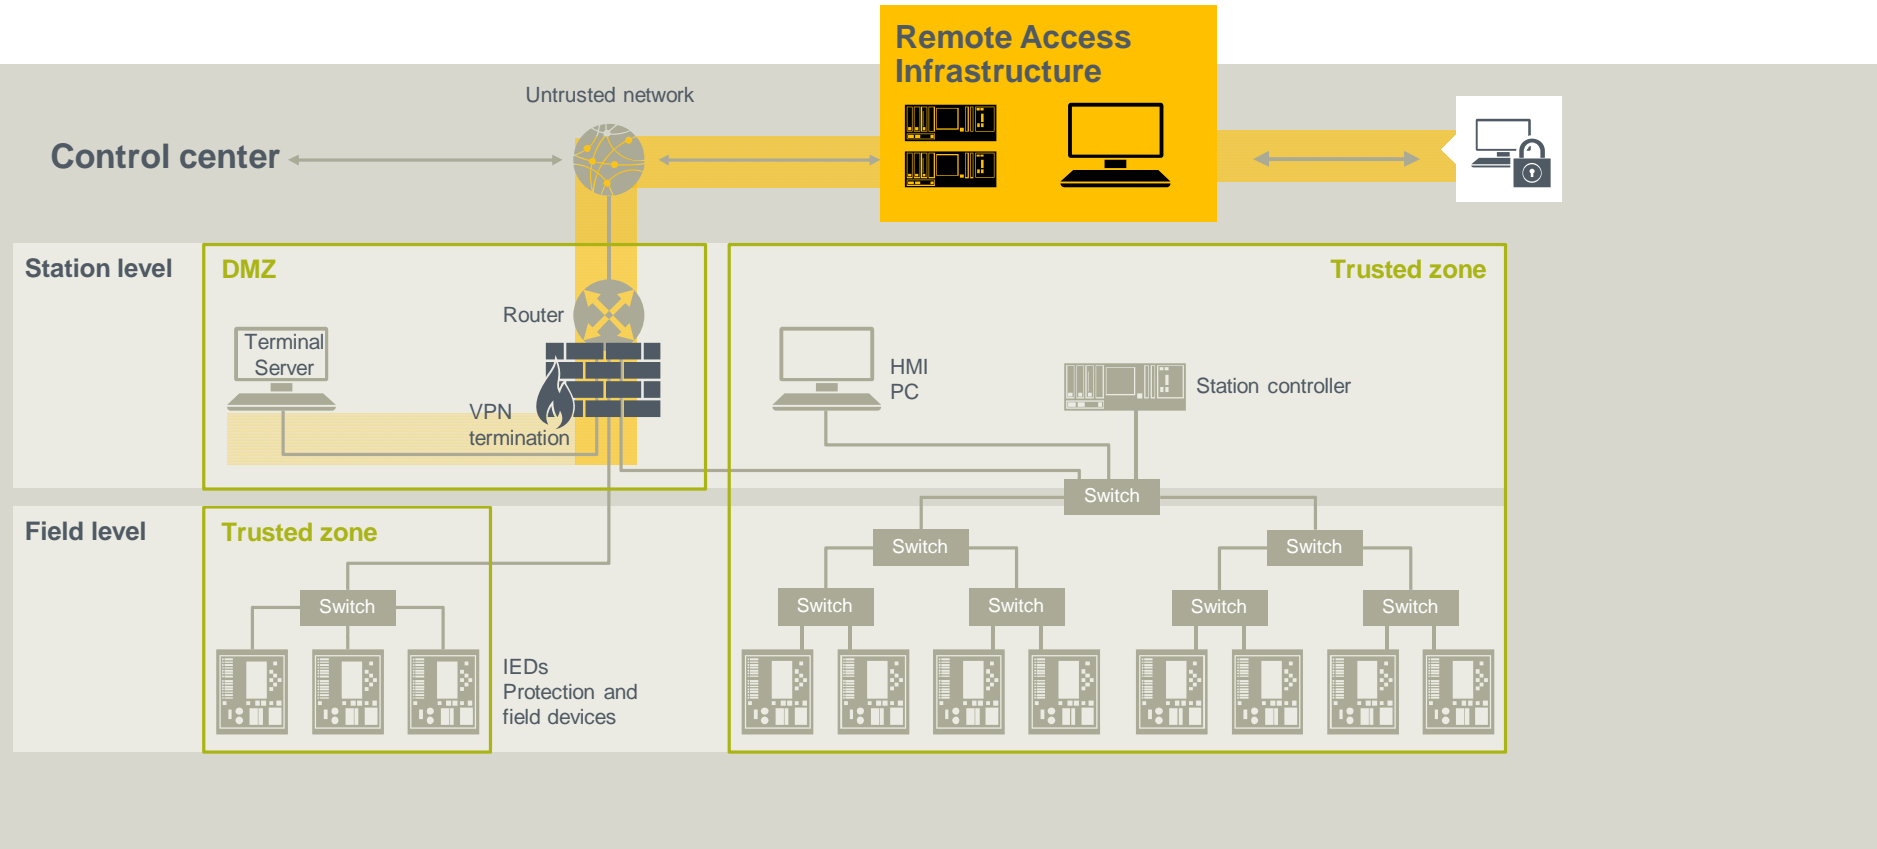 Remote Access
Infrastructure
Untrusted network
Control center
Station level
DMZ
Trusted zone
Router
Terminal
Server
HMI
PC
Station controller
VPN
termination
Switch
Field level
Trusted zone
Switch
Switch
Switch
Switch
Switch
Switch
Switch
IEDs
Protection and
field devices